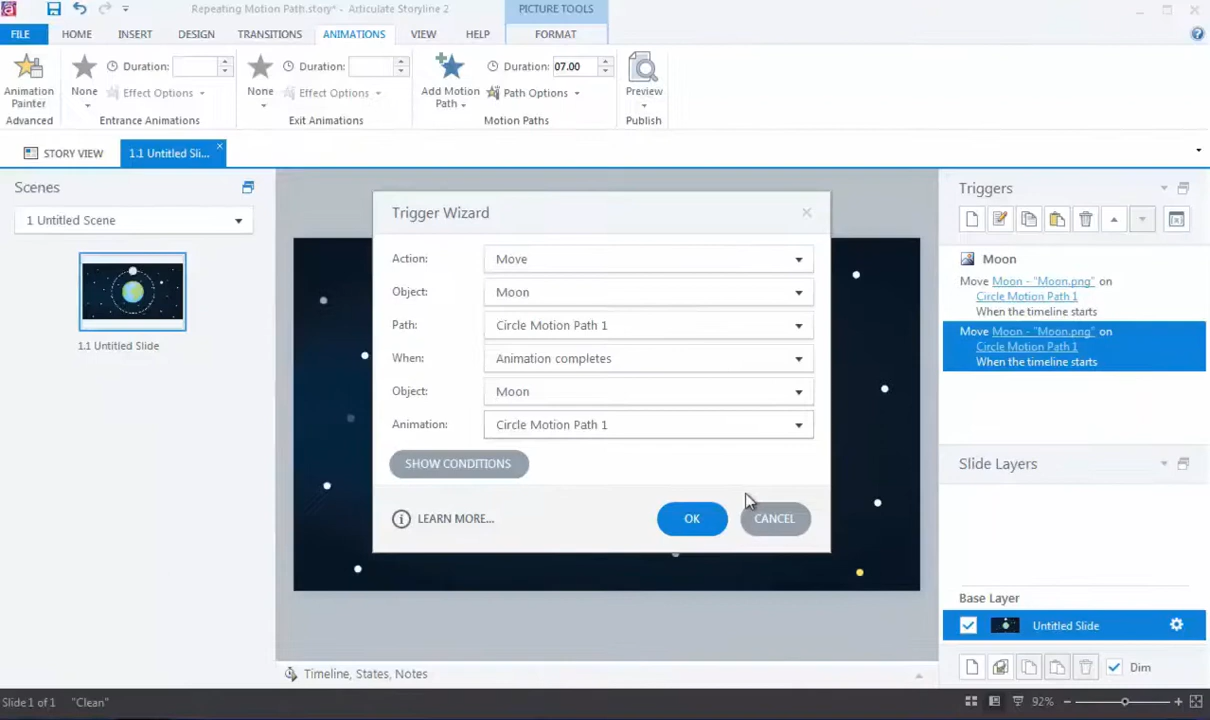 Repeating Motion Path.story* - Articulate Storyline 2
PICTURE TOOLS
FILE HOME INSERT DESIGN TRANSITIONS ANIMATIONS VIEW HELP FORMAT
Animation Painter
Advanced
None
Duration:
Effect Options
Entrance Animations
None
Duration:
Effect Options
Exit Animations
Add Motion Path
Duration: 07.00
Path Options
Motion Paths
Preview
Publish
STORY VIEW
1.1 Untitled Sli...
Scenes
1 Untitled Scene
1.1 Untitled Slide
Trigger Wizard
Action: Move
Object: Moon
Path: Circle Motion Path 1
When: Animation completes
Object: Moon
Animation: Circle Motion Path 1
SHOW CONDITIONS
LEARN MORE...
OK
CANCEL
Triggers
Moon
Move Moon - "Moon.png" on
Circle Motion Path 1
When the timeline starts
Move Moon - "Moon.png" on
Circle Motion Path 1
When the timeline starts
Slide Layers
Base Layer
Untitled Slide
Dim
Timeline, States, Notes
Slide 1 of 1 "Clean"
92%